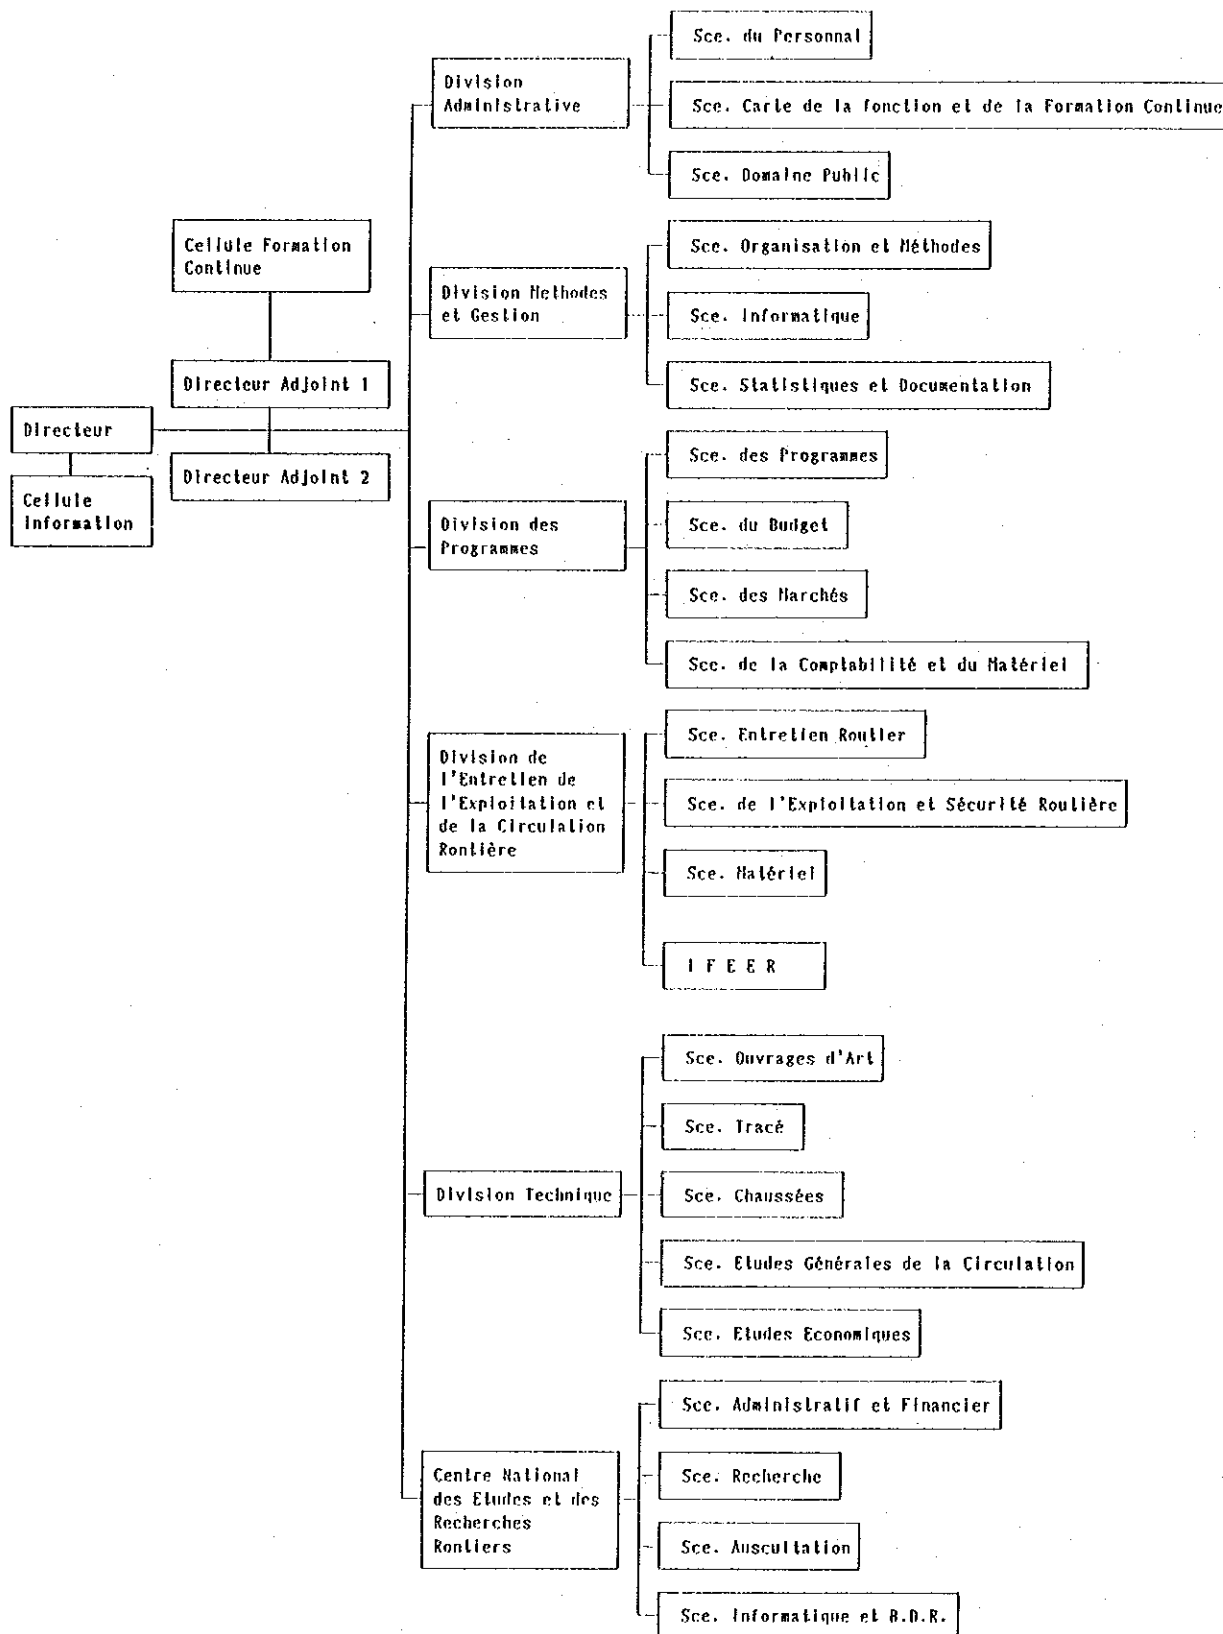 Directeur
Cellule
Information
Cellule Formation
Continue
Directeur Adjoint 1
Directeur Adjoint 2
Division
Administrative
Sce. du Personnal
Sce. Carte de la fonction et de la Formation Continue
Sce. Domaine Public
Division Methodes
et Gestion
Sce. Organisation et Méthodes
Sce. Informatique
Sce. Statistiques et Documentation
Division des
Programmes
Sce. des Programmes
Sce. du Budget
Sce. des Marchés
Sce. de la Comptabilité et du Matériel
Division de
l'Entretien de
l'Exploitation et
de la Circulation
Rontière
Sce. Entretien Routier
Sce. de l'Exploitation et Sécurité Routière
Sce. Matériel
I F E E R
Division Technique
Sce. Ouvrages d'Art
Sce. Tracé
Sce. Chaussées
Sce. Etudes Générales de la Circulation
Sce. Etudes Economiques
Centre National
des Etudes et des
Recherches
Rontiers
Sce. Administratif et Financier
Sce. Recherche
Sce. Auscultation
Sce. Informatique et B.D.R.